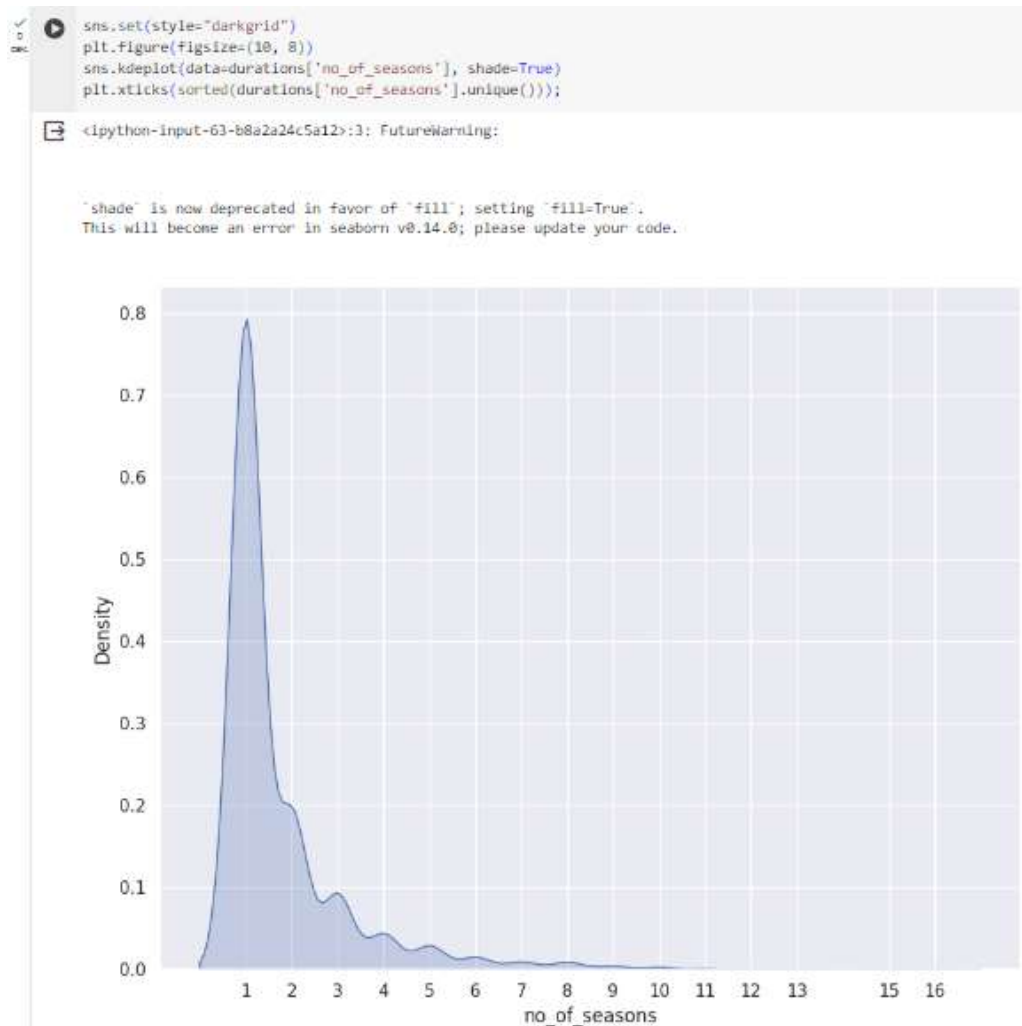 sns.set(style="darkgrid")
plt.figure(figsize=(10, 8))
sns.kdeplot(data=durations['no_of_seasons'], shade=True)
plt.xticks(sorted(durations['no_of_seasons'].unique()));
<ipython-input-63-b8a2a24c5a12>:3: FutureWarning:
`shade` is now deprecated in favor of `fill`; setting `fill=True`.
This will become an error in seaborn v0.14.0; please update your code.
0.8
0.7
0.6
0.5
0.4
0.3
0.2
0.1
0.0
Density
1 2 3 4 5 6 7 8 9 10 11 12 13 15 16
no_of_seasons